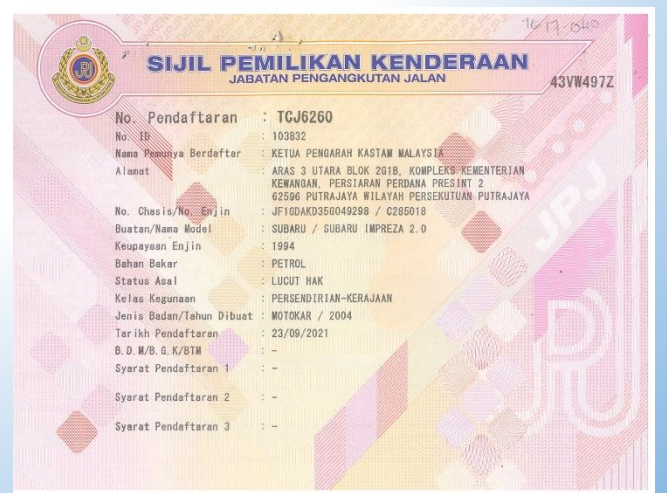 SIJIL PEMILIKAN KENDERAAN
JABATAN PENGANGKUTAN JALAN
43VW497Z
No. Pendaftaran : TCJ6260
No. ID : 103832
Nama Pemunya Berdaftar : KETUA PENGARAH KASTAM MALAYSIA
Alamat : ARAS 3 UTARA BLOK 2G1B, KOMPLEKS KEMENTERIAN
KEWANGAN, PERSIARAN PERDANA PRESINT 2
62596 PUTRAJAYA WILAYAH PERSEKUTUAN PUTRAJAYA
No. Chasis/No. Enjin : JF1GDAKD35G049298 / C285018
Buatan/Nama Model : SUBARU / SUBARU IMPREZA 2.0
Keupayaan Enjin : 1994
Bahan Bakar : PETROL
Status Asal : LUCUT HAK
Kelas Kegunaan : PERSENDIRIAN-KERAJAAN
Jenis Badan/Tahun Dibuat : MOTOKAR / 2004
Tarikh Pendaftaran : 23/09/2021
B.D.M/B.G.K/BTM : -
Syarat Pendaftaran 1 : -
Syarat Pendaftaran 2 : -
Syarat Pendaftaran 3 : -
JPJ